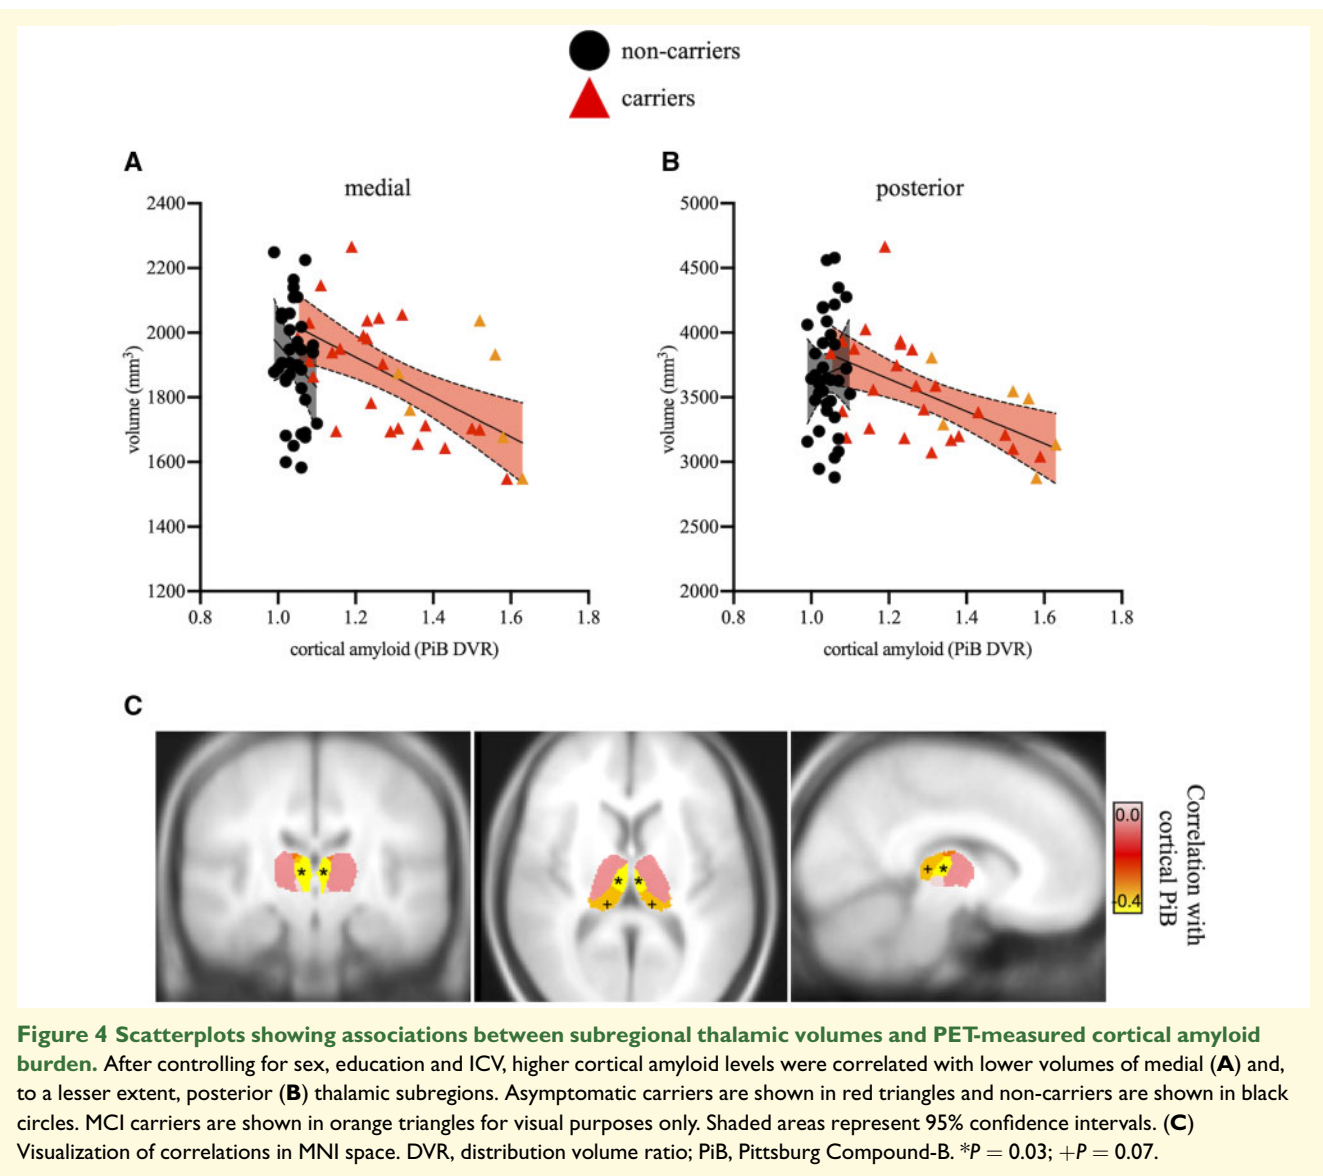 non-carriers
carriers
A
B
medial
posterior
2400
2200
2000
1800
1600
1400
1200
volume (mm³)
0.8 1.0 1.2 1.4 1.6 1.8
cortical amyloid (PiB DVR)
5000
4500
4000
3500
3000
2500
2000
volume (mm³)
0.8 1.0 1.2 1.4 1.6 1.8
cortical amyloid (PiB DVR)
C
* *
* *
+ +
+ *
0.0
-0.4
Correlation with
cortical PiB
Figure 4 Scatterplots showing associations between subregional thalamic volumes and PET-measured cortical amyloid
burden. After controlling for sex, education and ICV, higher cortical amyloid levels were correlated with lower volumes of medial (A) and,
to a lesser extent, posterior (B) thalamic subregions. Asymptomatic carriers are shown in red triangles and non-carriers are shown in black
circles. MCI carriers are shown in orange triangles for visual purposes only. Shaded areas represent 95% confidence intervals. (C)
Visualization of correlations in MNI space. DVR, distribution volume ratio; PiB, Pittsburg Compound-B. *P = 0.03; +P = 0.07.